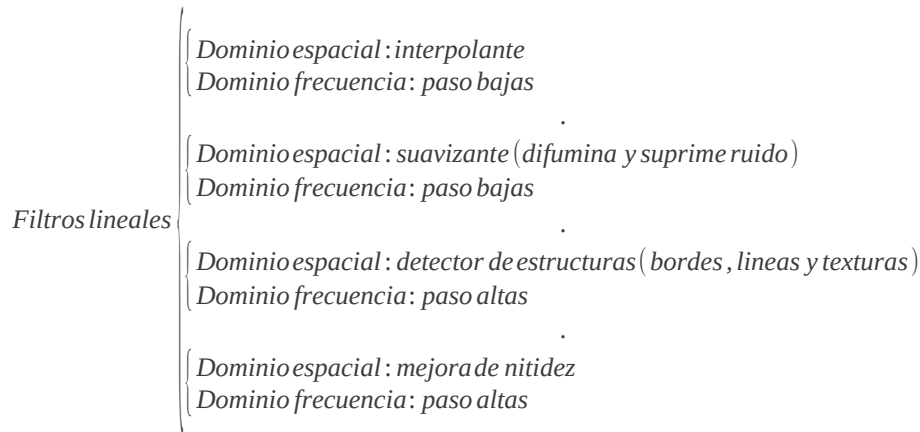 Dominio espacial: interpolante
Dominio frecuencia: paso bajas
.
Dominio espacial: suavizante (difumina y suprime ruido)
Dominio frecuencia: paso bajas
.
Filtros lineales
Dominio espacial: detector de estructuras (bordes, lineas y texturas)
Dominio frecuencia: paso altas
.
Dominio espacial: mejora de nitidez
Dominio frecuencia: paso altas